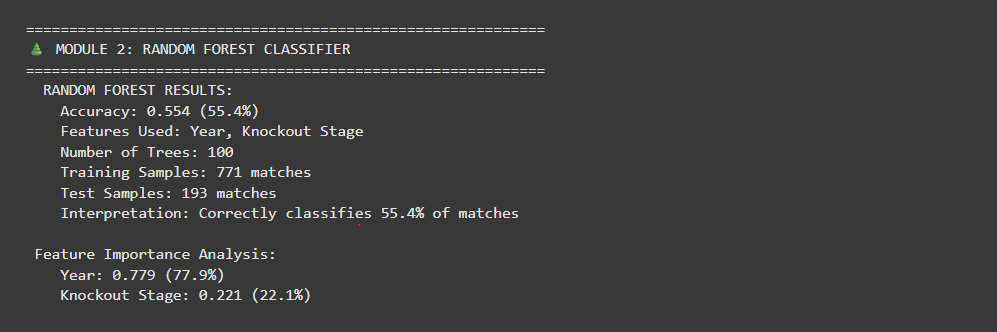 ============================================================
🌲 MODULE 2: RANDOM FOREST CLASSIFIER
============================================================
RANDOM FOREST RESULTS:
Accuracy: 0.554 (55.4%)
Features Used: Year, Knockout Stage
Number of Trees: 100
Training Samples: 771 matches
Test Samples: 193 matches
Interpretation: Correctly classifies 55.4% of matches
Feature Importance Analysis:
Year: 0.779 (77.9%)
Knockout Stage: 0.221 (22.1%)